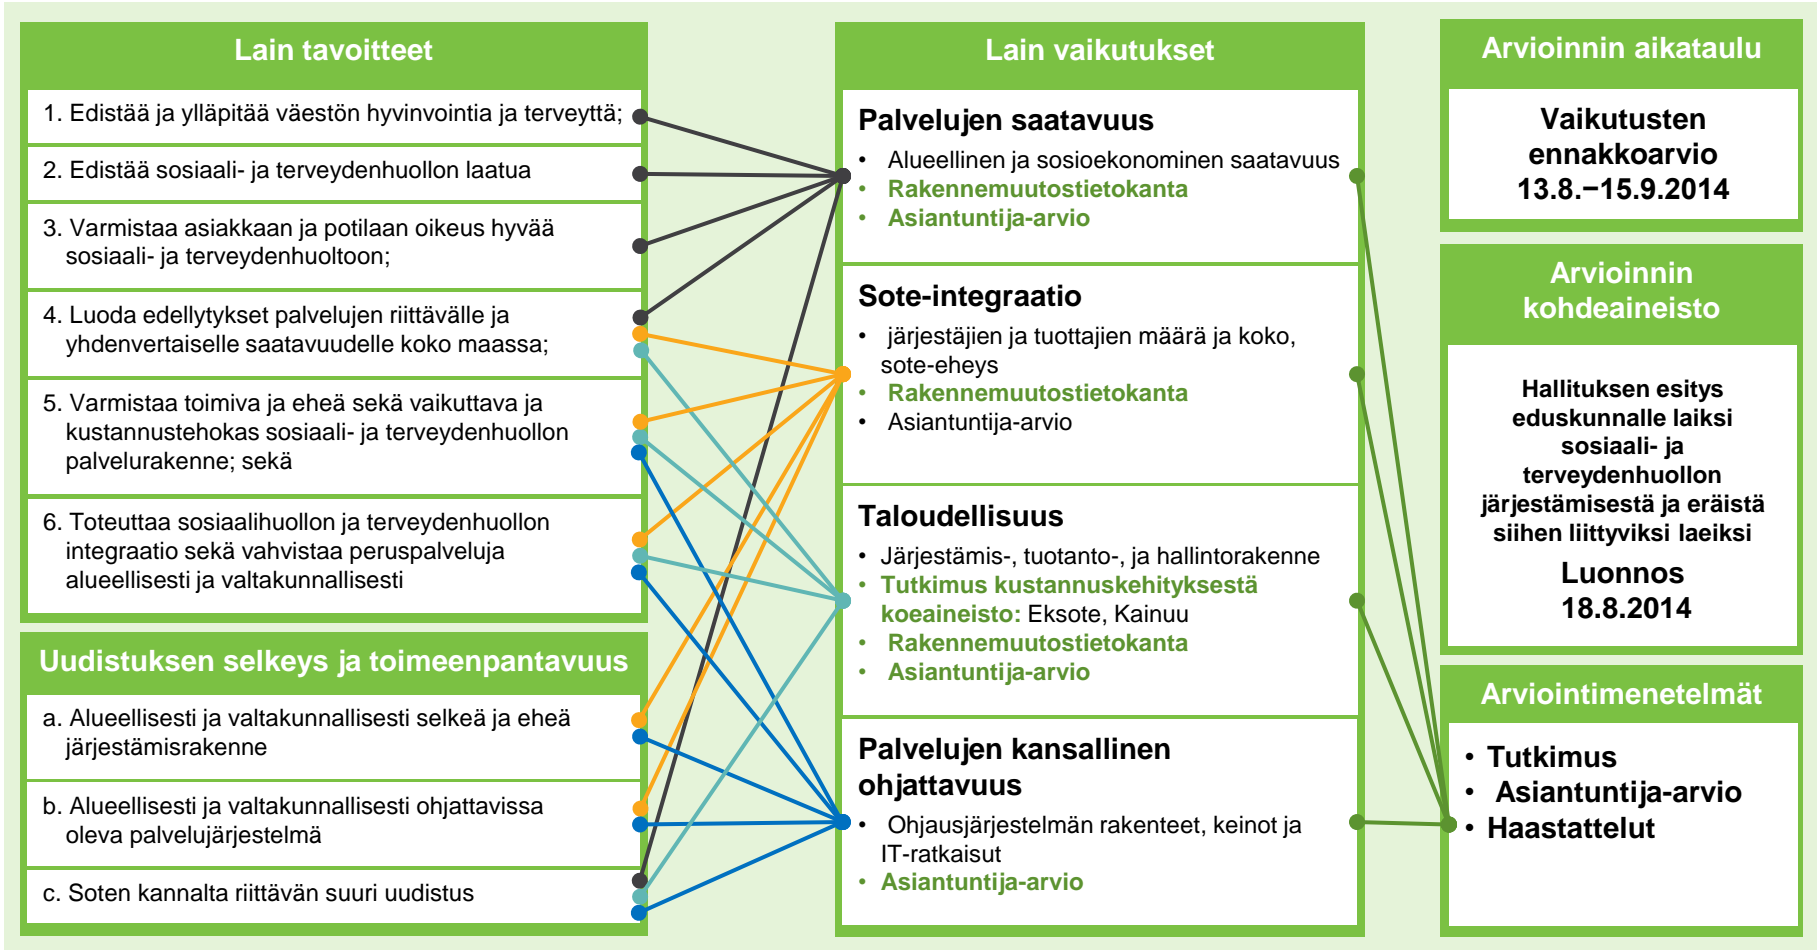 Lain tavoitteet
1. Edistää ja ylläpitää väestön hyvinvointia ja terveyttä;
2. Edistää sosiaali- ja terveydenhuollon laatua
3. Varmistaa asiakkaan ja potilaan oikeus hyvää
sosiaali- ja terveydenhuoltoon;
4. Luoda edellytykset palvelujen riittävälle ja
yhdenvertaiselle saatavuudelle koko maassa;
5. Varmistaa toimiva ja eheä sekä vaikuttava ja
kustannustehokas sosiaali- ja terveydenhuollon
palvelurakenne; sekä
6. Toteuttaa sosiaalihuollon ja terveydenhuollon
integraatio sekä vahvistaa peruspalveluja
alueellisesti ja valtakunnallisesti
Uudistuksen selkeys ja toimeenpantavuus
a. Alueellisesti ja valtakunnallisesti selkeä ja eheä
järjestämisrakenne
b. Alueellisesti ja valtakunnallisesti ohjattavissa
oleva palvelujärjestelmä
c. Soten kannalta riittävän suuri uudistus
Lain vaikutukset
Palvelujen saatavuus
• Alueellinen ja sosioekonominen saatavuus
• Rakennemuutostietokanta
• Asiantuntija-arvio
Sote-integraatio
• järjestäjien ja tuottajien määrä ja koko,
sote-eheys
• Rakennemuutostietokanta
• Asiantuntija-arvio
Taloudellisuus
• Järjestämis-, tuotanto-, ja hallintorakenne
• Tutkimus kustannuskehityksestä
koeaineisto: Eksote, Kainuu
• Rakennemuutostietokanta
• Asiantuntija-arvio
Palvelujen kansallinen
ohjattavuus
• Ohjausjärjestelmän rakenteet, keinot ja
IT-ratkaisut
• Asiantuntija-arvio
Arvioinnin aikataulu
Vaikutusten
ennakkoarvio
13.8.–15.9.2014
Arvioinnin
kohdeaineisto
Hallituksen esitys
eduskunnalle laiksi
sosiaali- ja
terveydenhuollon
järjestämisestä ja eräistä
siihen liittyviksi laeiksi
Luonnos
18.8.2014
Arviointimenetelmät
• Tutkimus
• Asiantuntija-arvio
• Haastattelut